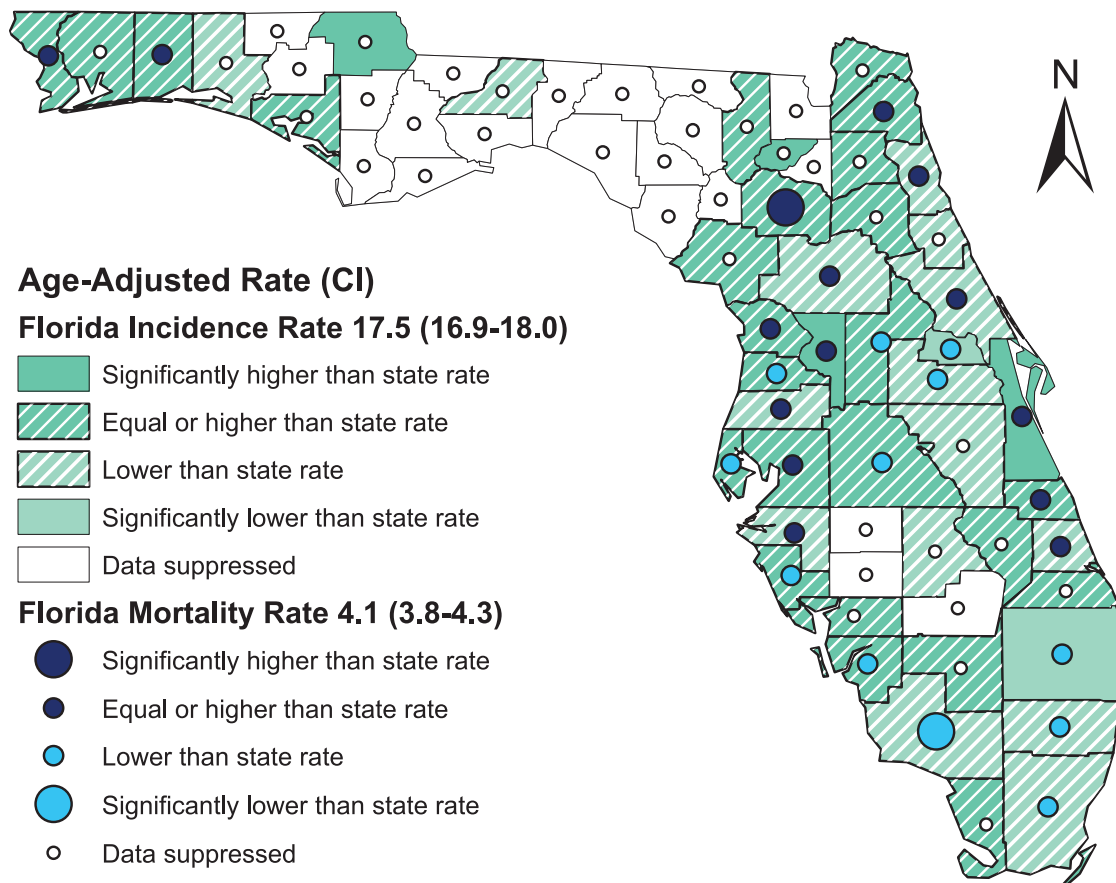 N
Age-Adjusted Rate (CI)
Florida Incidence Rate 17.5 (16.9-18.0)
Significantly higher than state rate
Equal or higher than state rate
Lower than state rate
Significantly lower than state rate
Data suppressed
Florida Mortality Rate 4.1 (3.8-4.3)
Significantly higher than state rate
Equal or higher than state rate
Lower than state rate
Significantly lower than state rate
Data suppressed